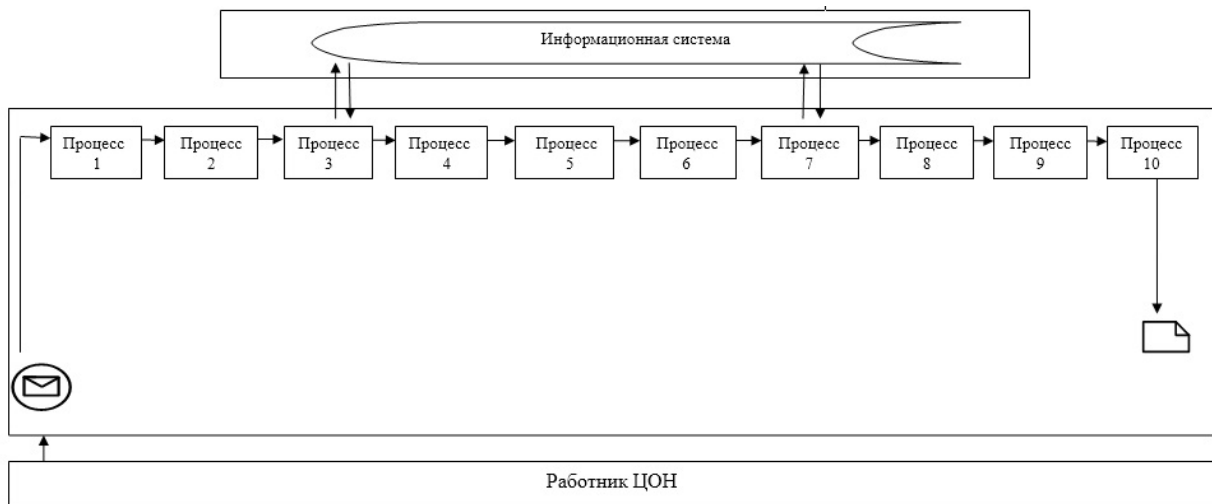 Информационная система
Процесс
1
Процесс
2
Процесс
3
Процесс
4
Процесс
5
Процесс
6
Процесс
7
Процесс
8
Процесс
9
Процесс
10
Работник ЦОН